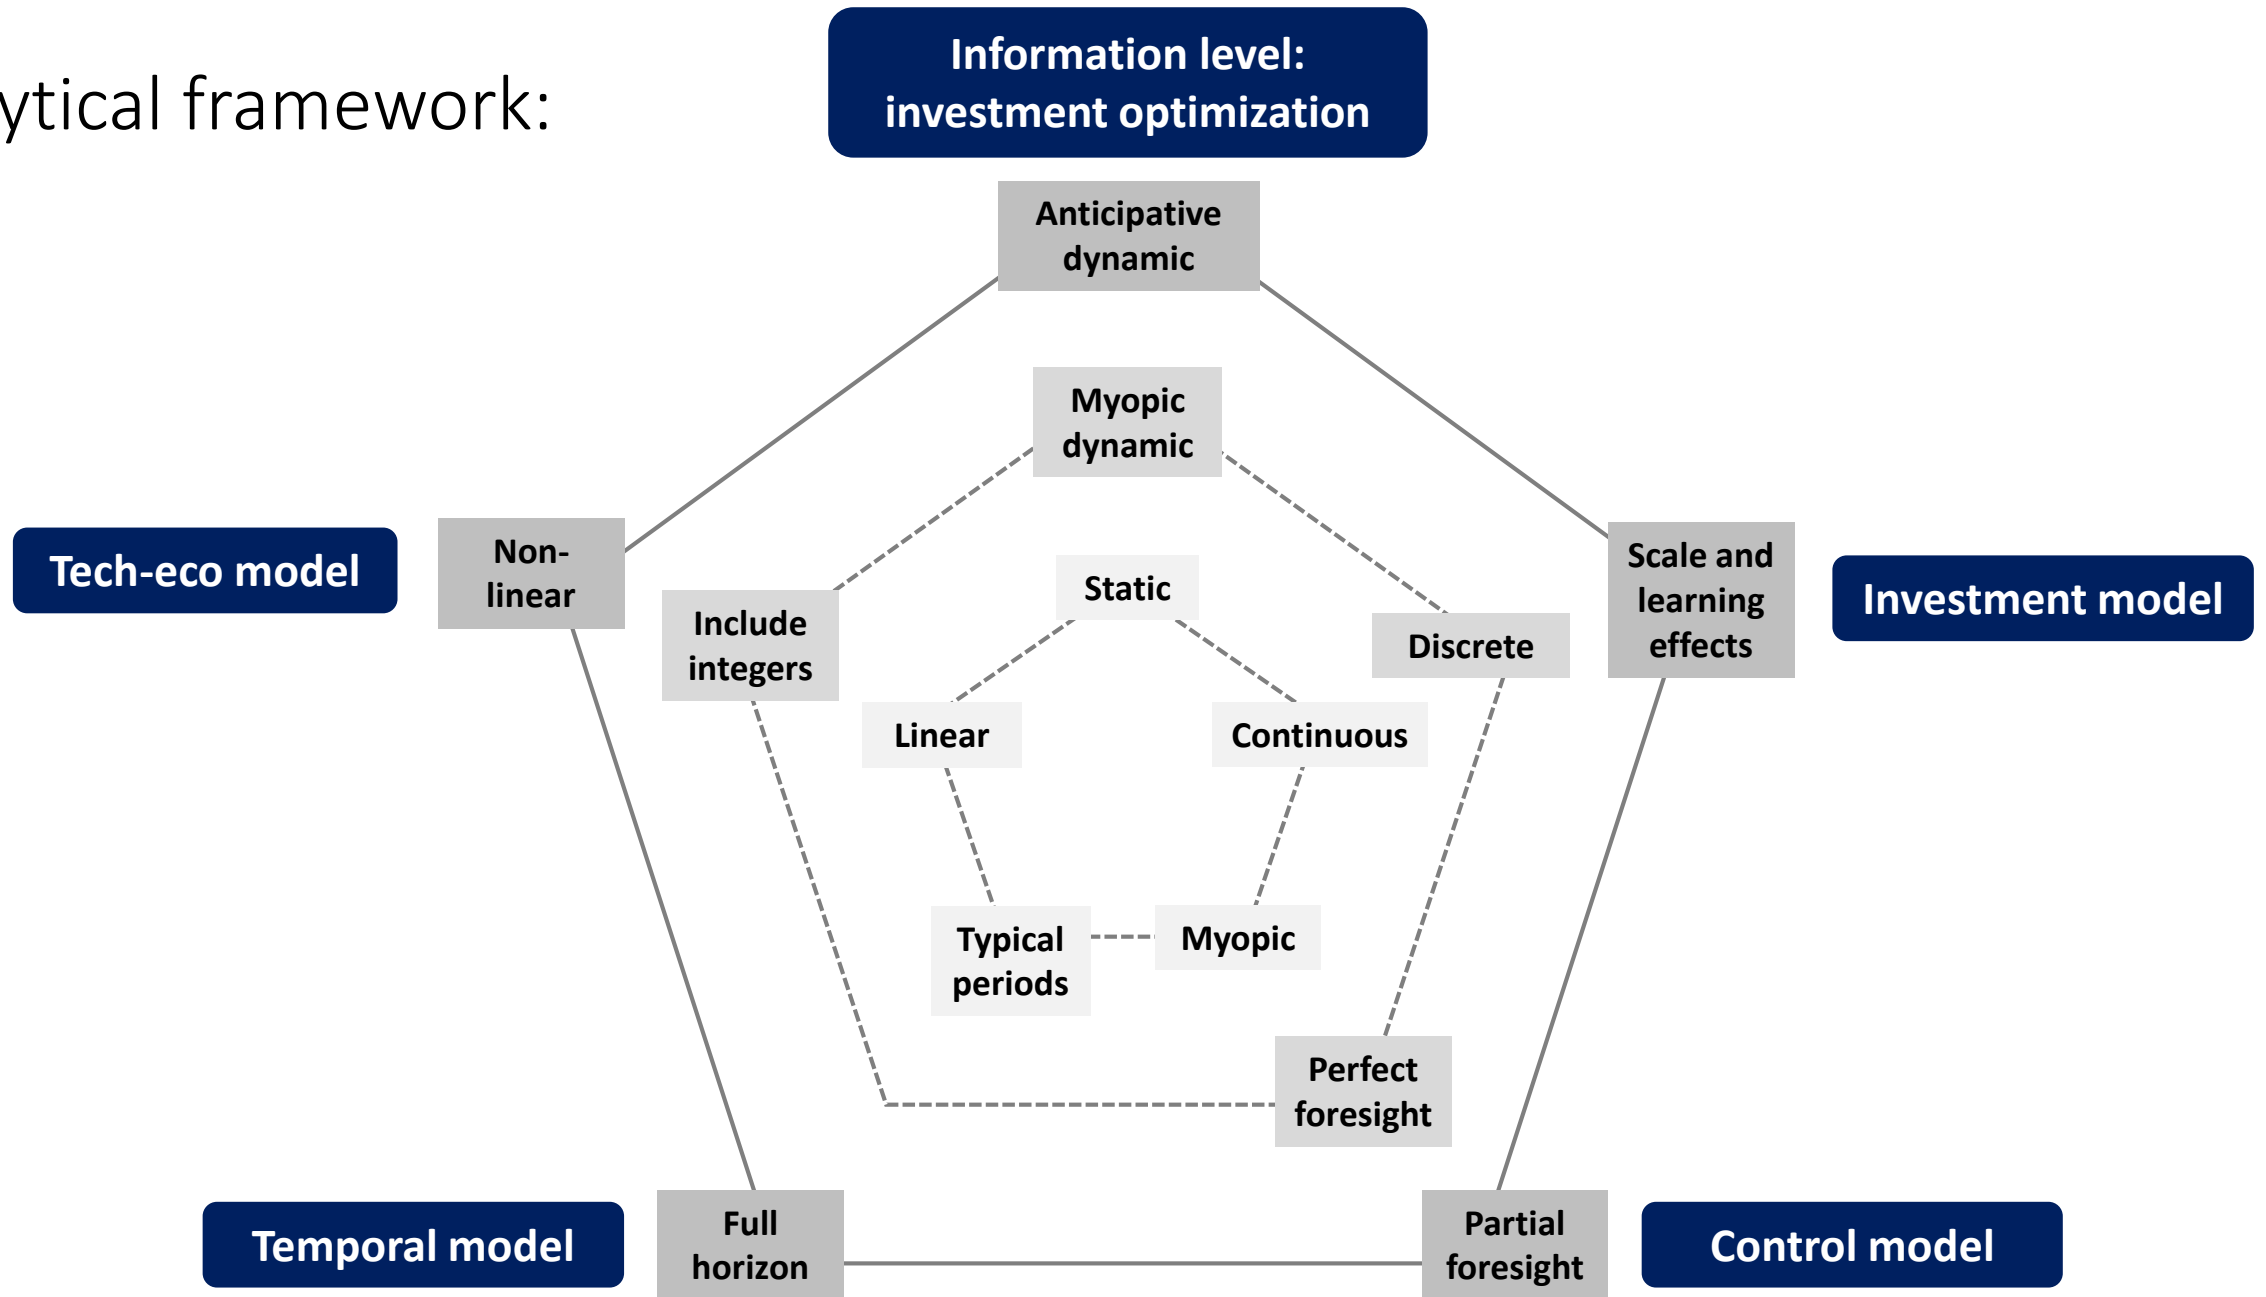 ytical framework:
Information level:
investment optimization
Anticipative
dynamic
Myopic
dynamic
Tech-eco model
Non-
linear
Include
integers
Static
Discrete
Scale and
learning
effects
Investment model
Linear
Continuous
Typical
periods
Myopic
Perfect
foresight
Temporal model
Full
horizon
Partial
foresight
Control model